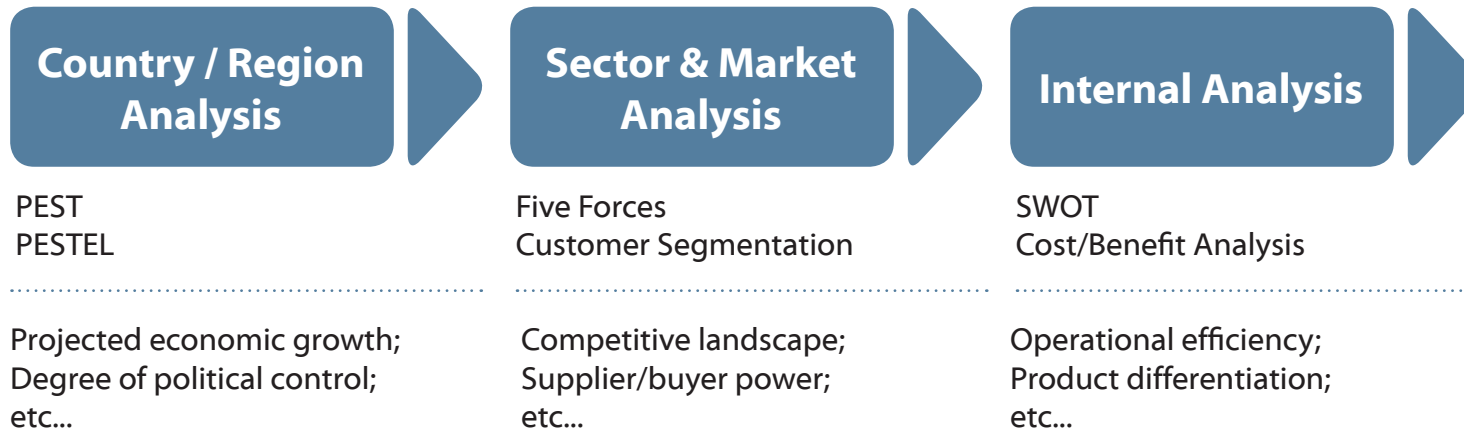 Country / Region
Analysis
PEST
PESTEL
Projected economic growth;
Degree of political control;
etc...
Sector & Market
Analysis
Five Forces
Customer Segmentation
Competitive landscape;
Supplier/buyer power;
etc...
Internal Analysis
SWOT
Cost/Benefit Analysis
Operational efficiency;
Product differentiation;
etc...